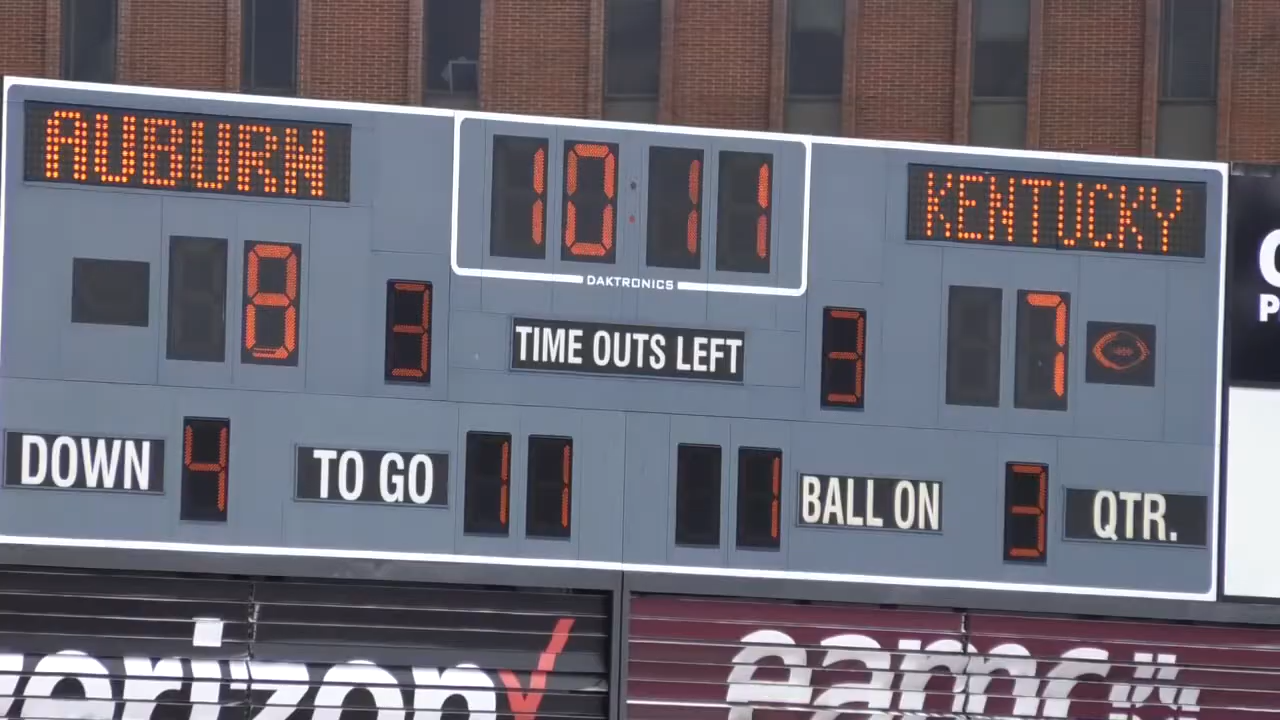 AUBURN
10:11
KENTUCKY
DAKTRONICS
8
3
TIME OUTS LEFT
3
7
DOWN 4
TO GO 11
1 BALL ON
3 QTR.
verizon